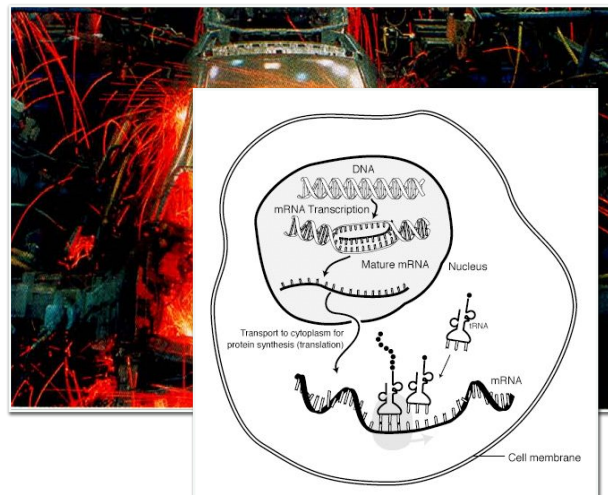 DNA
mRNA Transcription
Mature mRNA
Nucleus
Transport to cytoplasm for
protein synthesis (translation)
tRNA
mRNA
Cell membrane